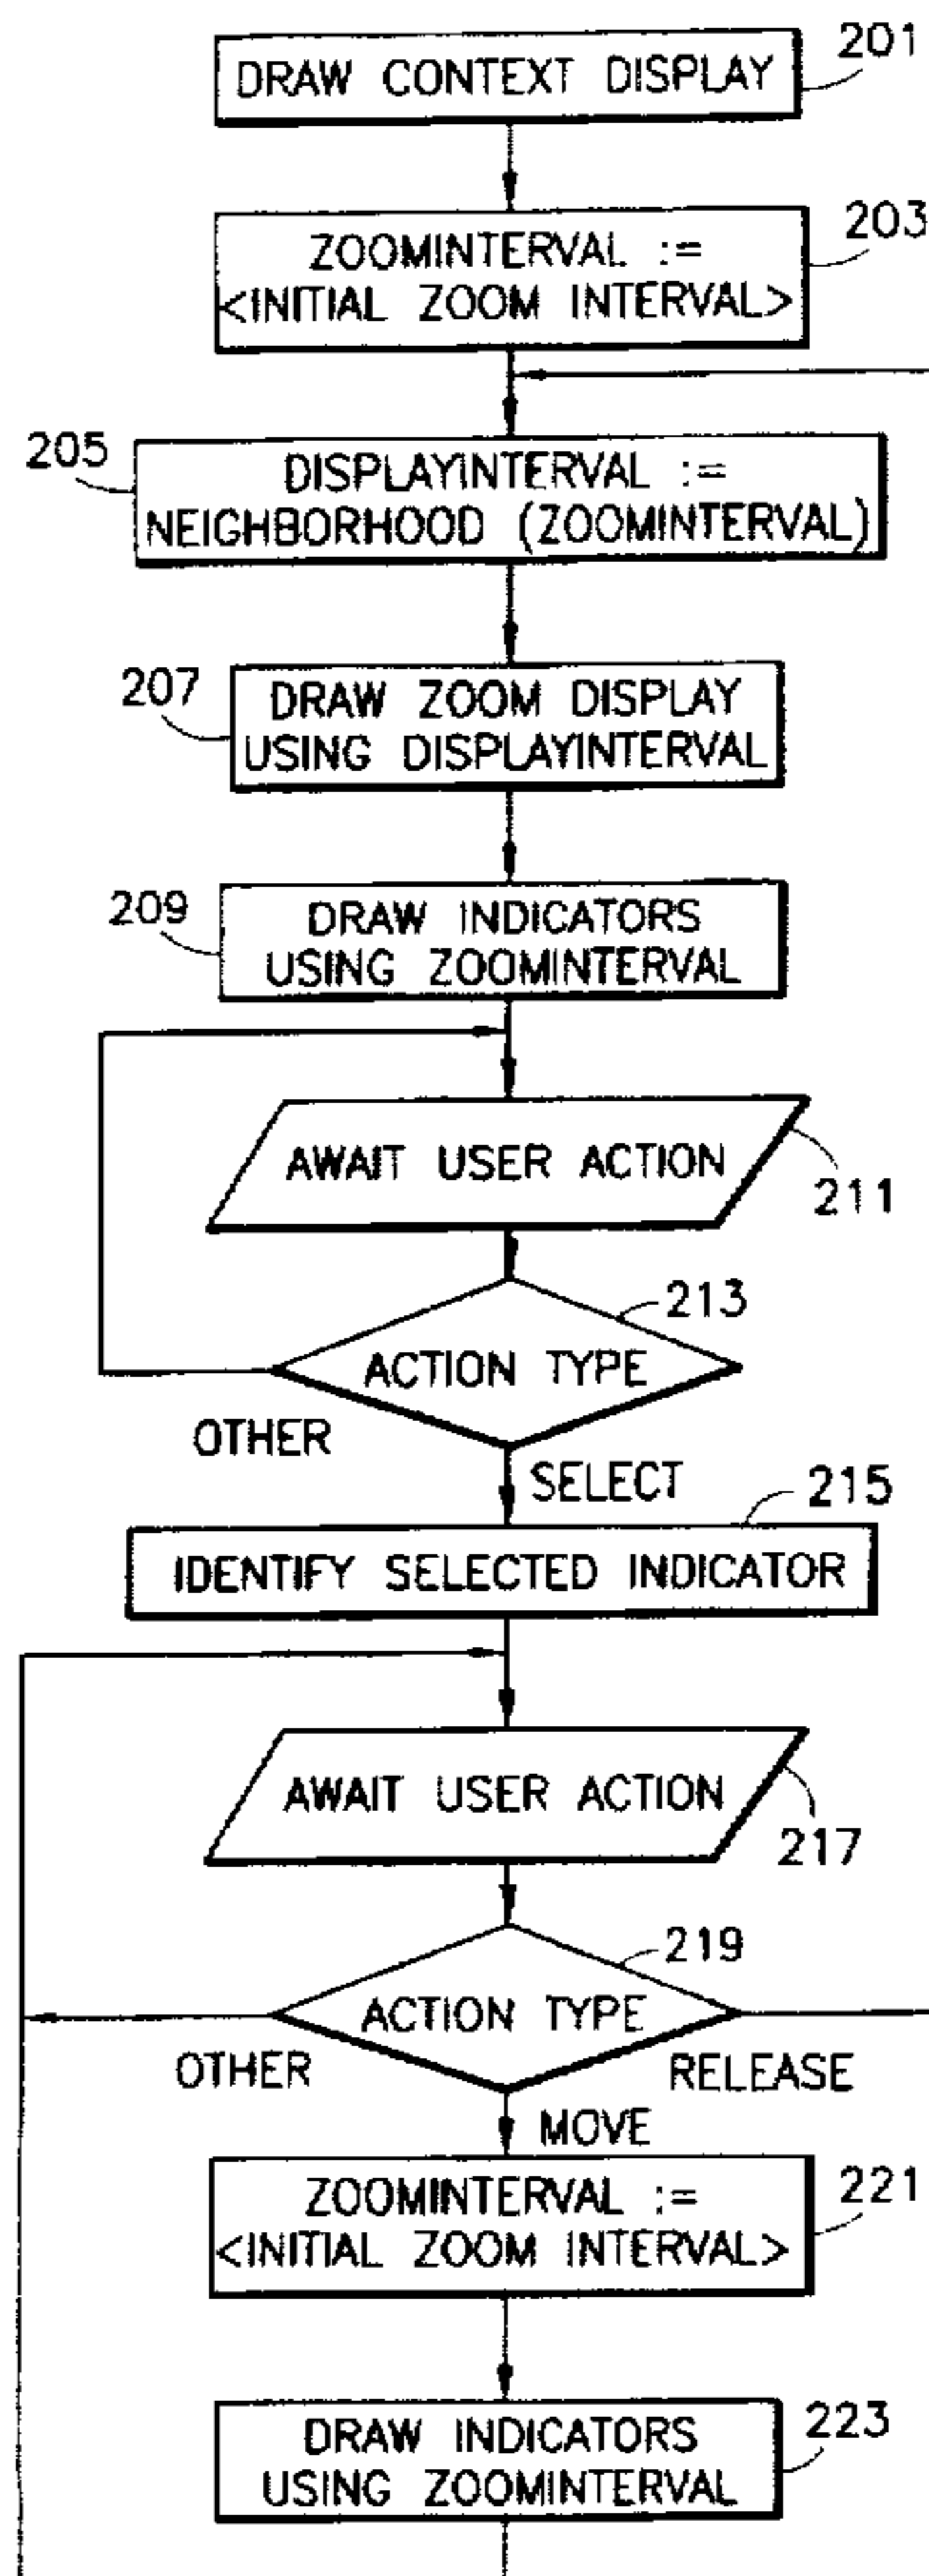 201
DRAW CONTEXT DISPLAY
203
ZOOMINTERVAL :=
<INITIAL ZOOM INTERVAL>
205
DISPLAYINTERVAL :=
NEIGHBORHOOD (ZOOMINTERVAL)
207
DRAW ZOOM DISPLAY
USING DISPLAYINTERVAL
209
DRAW INDICATORS
USING ZOOMINTERVAL
AWAIT USER ACTION
211
213
ACTION TYPE
OTHER
SELECT
215
IDENTIFY SELECTED INDICATOR
AWAIT USER ACTION
217
219
ACTION TYPE
OTHER
RELEASE
MOVE
221
ZOOMINTERVAL :=
<INITIAL ZOOM INTERVAL>
223
DRAW INDICATORS
USING ZOOMINTERVAL